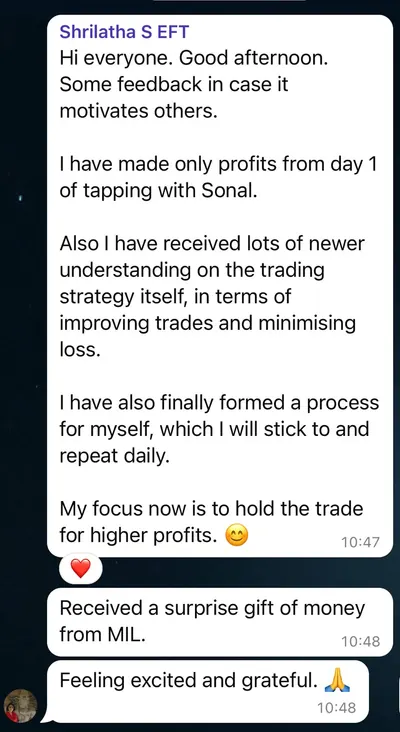 Shrilatha S EFT
Hi everyone. Good afternoon.
Some feedback in case it
motivates others.
I have made only profits from day 1
of tapping with Sonal.
Also I have received lots of newer
understanding on the trading
strategy itself, in terms of
improving trades and minimising
loss.
I have also finally formed a process
for myself, which I will stick to and
repeat daily.
My focus now is to hold the trade
for higher profits. 😊
10:47
❤️
Received a surprise gift of money
from MIL.
10:48
Feeling excited and grateful. 🙏
10:48